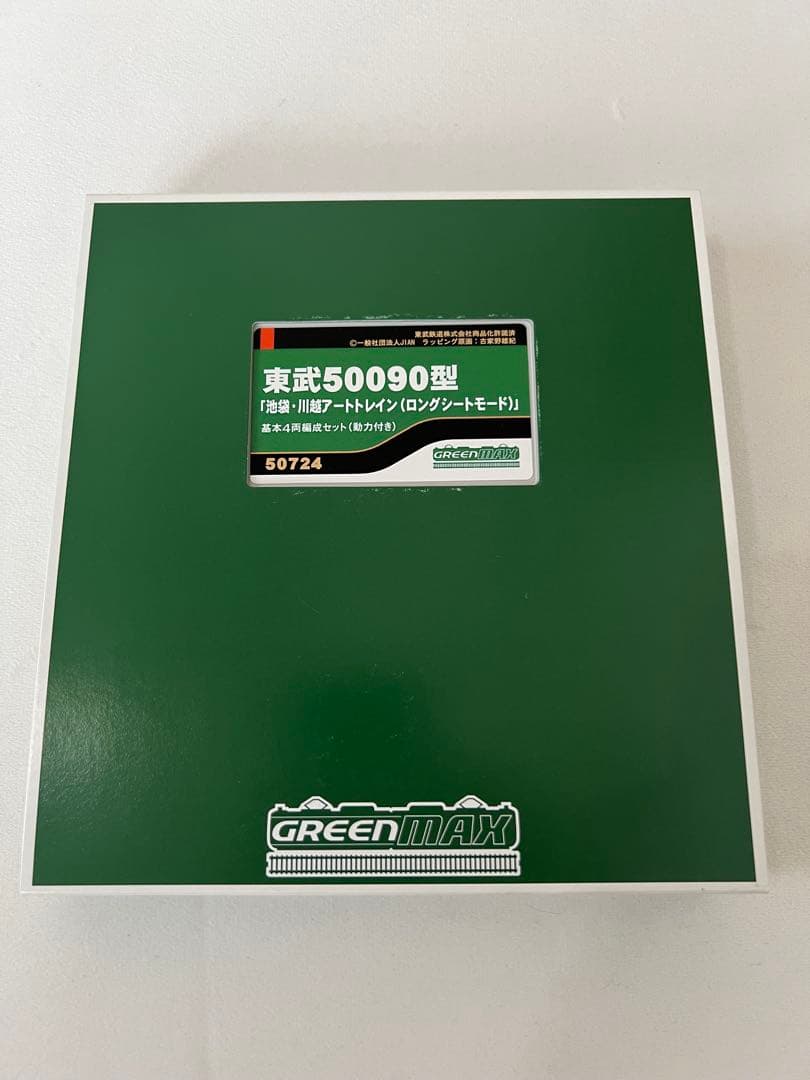 東武鉄道株式会社商品化許諾済
©一般社団法人JIAN ラッピング原画:古家野雄紀
東武50090型
「池袋・川越アートトレイン(ロングシートモード)」
基本4両編成セット(動力付き)
50724
GREENMAX
GREENMAX